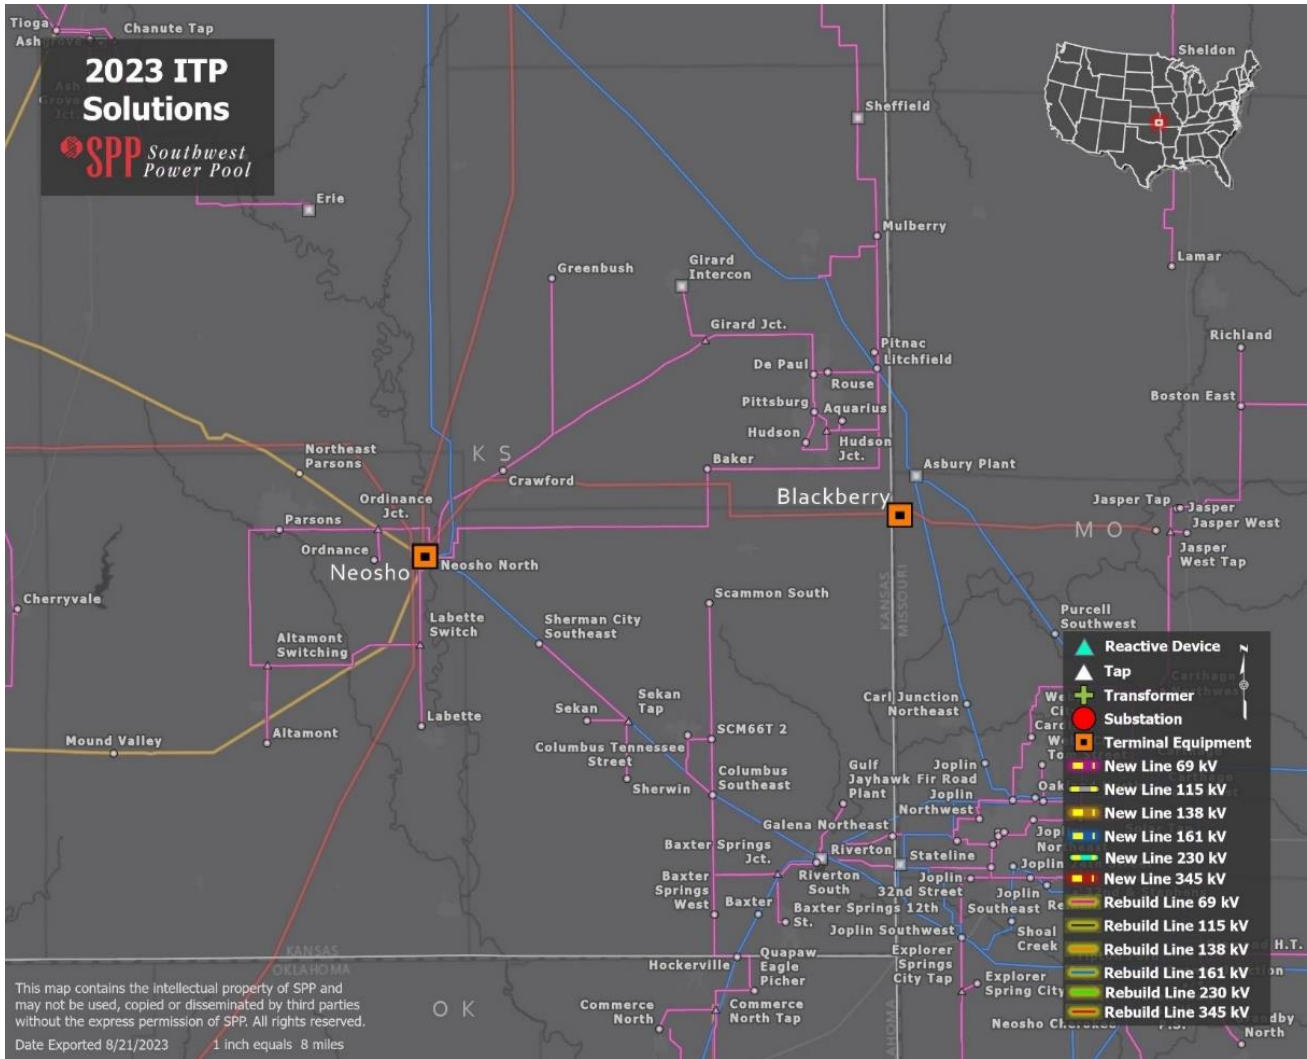 Tioga
Chanute Tap
Ashgrove
2023 ITP
Solutions
SPP Southwest
Power Pool
Sheldon
Sheffield
Erie
Mulberry
Lamar
Greenbush
Girard
Intercon
Girard Jct.
Richland
Pitnac
Litchfield
De Paul
Rouse
Boston East
Pittsburg
Aquarius
Hudson
Hudson
Jct.
Northeast
Parsons
K S
Baker
Asbury Plant
Crawford
Ordinance
Jct.
Blackberry
Jasper Tap
Jasper
Jasper West
Parsons
M O
Jasper
West Tap
Ordnance
Neosho
Neosho North
Cherryvale
Scammon South
KANSAS
MISSOURI
Purcell
Southwest
Labette
Switch
Sherman City
Southeast
Altamont
Switching
Sekan
Tap
Sekan
Carl Junction
Northeast
Labette
Altamont
Mound Valley
Columbus Tennessee
Street
SCM66T 2
Sherwin
Columbus
Southeast
Gulf
Jayhawk
Plant
Fir Road
Joplin
Joplin
Northwest
Galena Northeast
Baxter Springs
Jct.
Riverton
Stateline
Riverton
South
32nd Street
Joplin
Joplin
Southeast
Baxter
Springs
West
Baxter
Baxter Springs 12th
St.
Joplin Southwest
Shoal
Creek
Hockerville
Quapaw
Eagle
Picher
Explorer
Springs
City Tap
Explorer
Spring City
Commerce
North
Commerce
North Tap
Neosho Cherokee
North
KANSAS
OKLAHOMA
O K
Reactive Device
Tap
Transformer
Substation
Terminal Equipment
New Line 69 kV
New Line 115 kV
New Line 138 kV
New Line 161 kV
New Line 230 kV
New Line 345 kV
Rebuild Line 69 kV
Rebuild Line 115 kV
Rebuild Line 138 kV
Rebuild Line 161 kV
Rebuild Line 230 kV
Rebuild Line 345 kV
N
H.T.
This map contains the intellectual property of SPP and
may not be used, copied or disseminated by third parties
without the express permission of SPP. All rights reserved.
Date Exported 8/21/2023 1 inch equals 8 miles